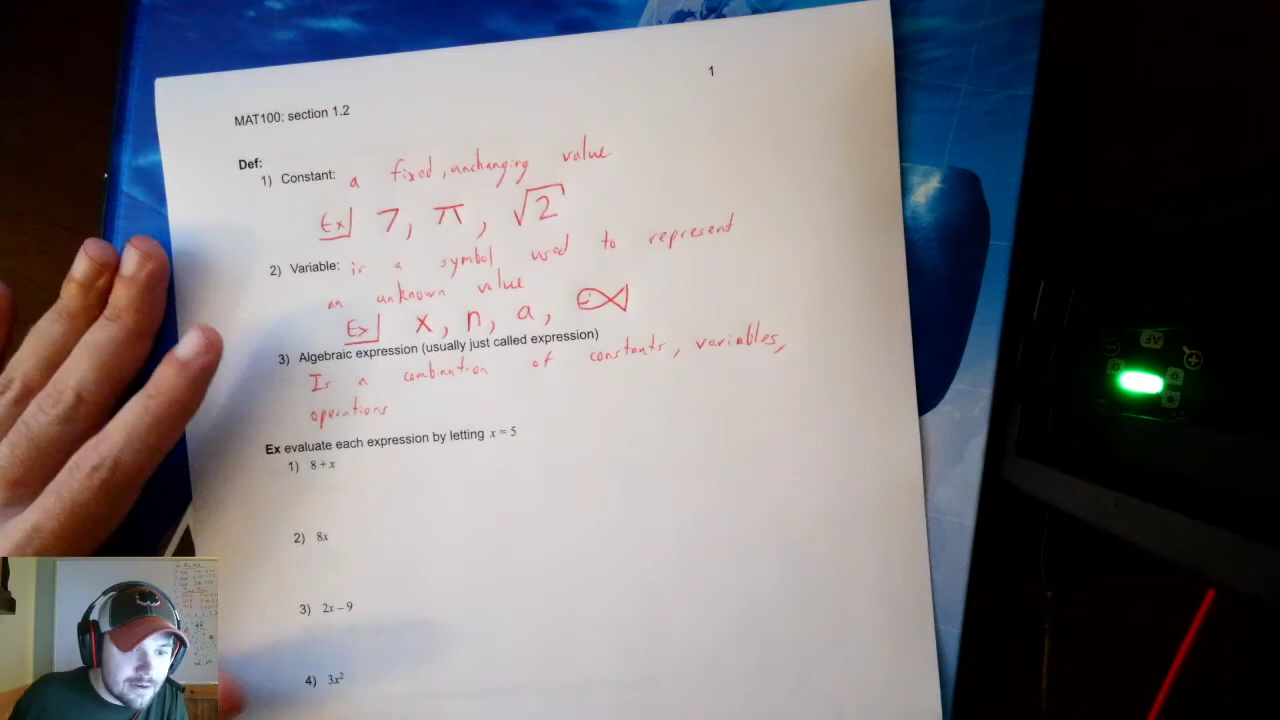 1
MAT100: section 1.2
Def:
1) Constant: a fixed, unchanging value
Ex] 7, π, √2
2) Variable: is a symbol used to represent
an unknown value
Ex] x, n, a,
3) Algebraic expression (usually just called expression)
Is a combination of constants, variables,
operations
Ex evaluate each expression by letting x = 5
1) 8 + x
2) 8x
3) 2x – 9
4) 3x²
AF